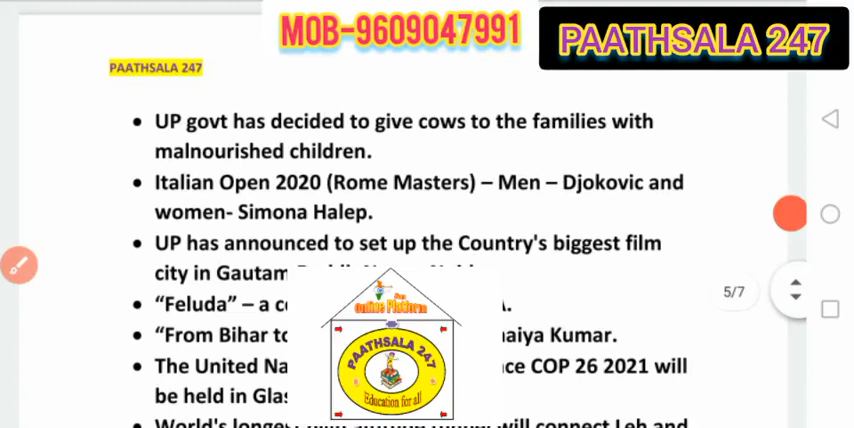 MOB-9609047991
PAATHSALA 247
PAATHSALA 247
• UP govt has decided to give cows to the families with
malnourished children.
• Italian Open 2020 (Rome Masters) – Men – Djokovic and
women- Simona Halep.
• UP has announced to set up the Country's biggest film
city in Gautam
5/7
• "Feluda" – a
• "From Bihar to naiya Kumar.
• The United Na ce COP 26 2021 will
be held in Glas
• World's longest will connect Leh and
online Platform
PAATHSALA 247
Education for all